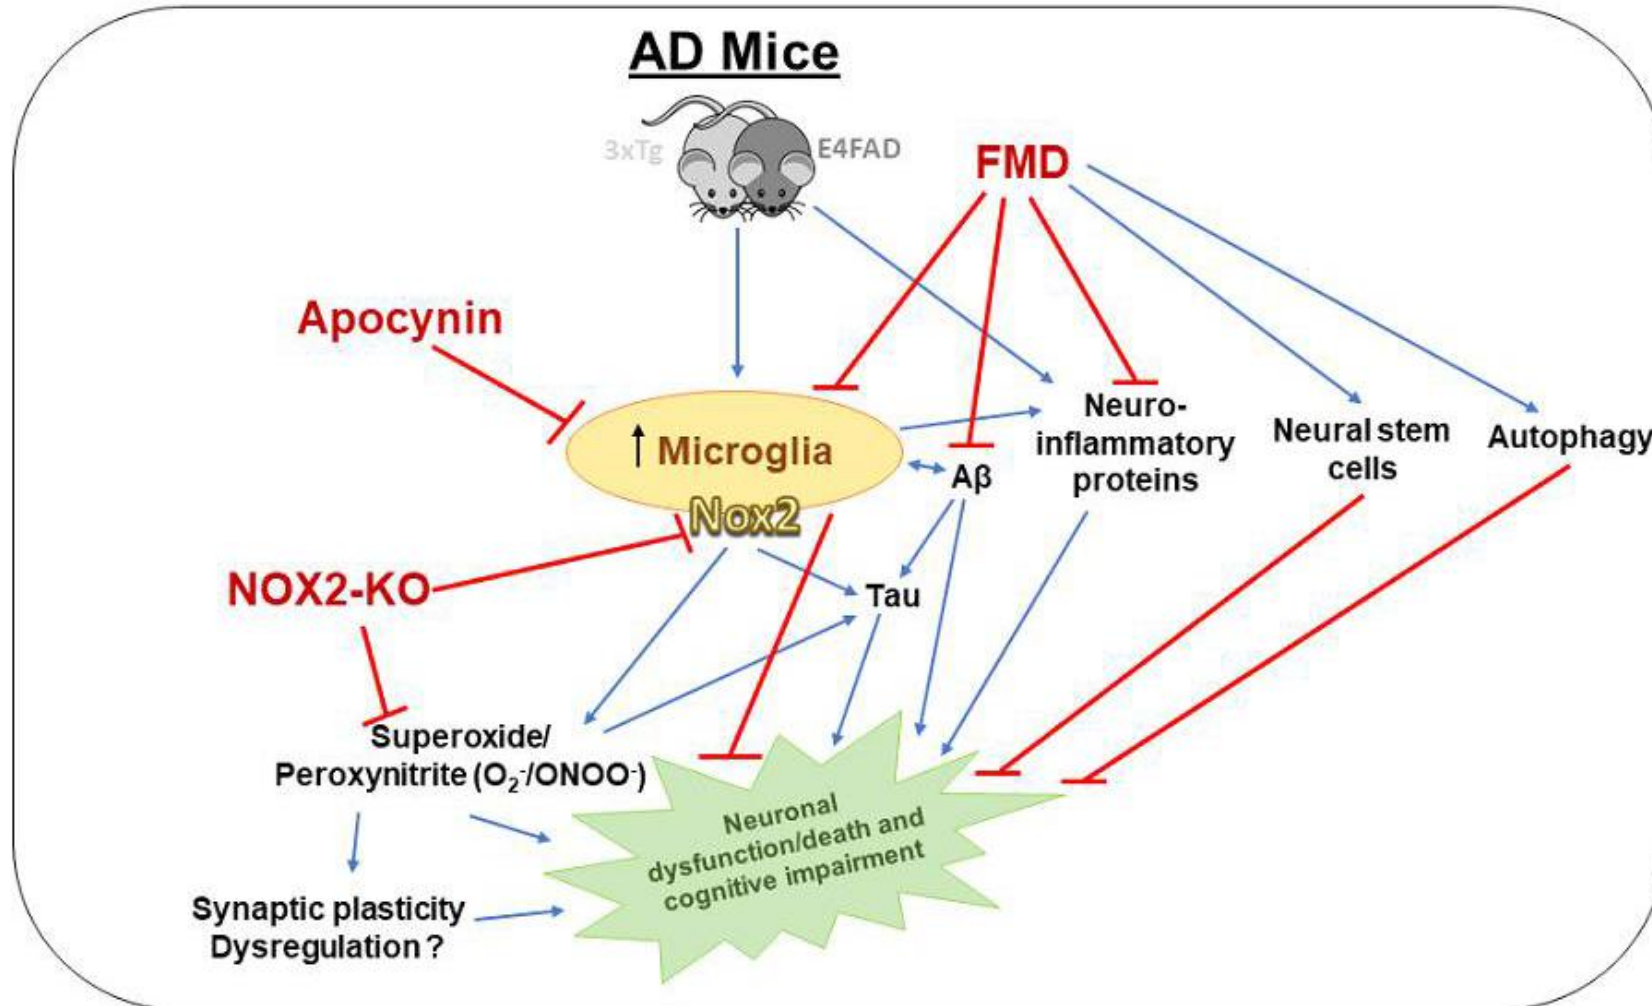 AD Mice
3xTg
E4FAD
FMD
Apocynin
Microglia
Nox2
Aβ
Neuro-
inflammatory
proteins
Neural stem
cells
Autophagy
NOX2-KO
Tau
Superoxide/
Peroxynitrite (O₂⁻/ONOO⁻)
Neuronal
dysfunction/death and
cognitive impairment
Synaptic plasticity
Dysregulation ?